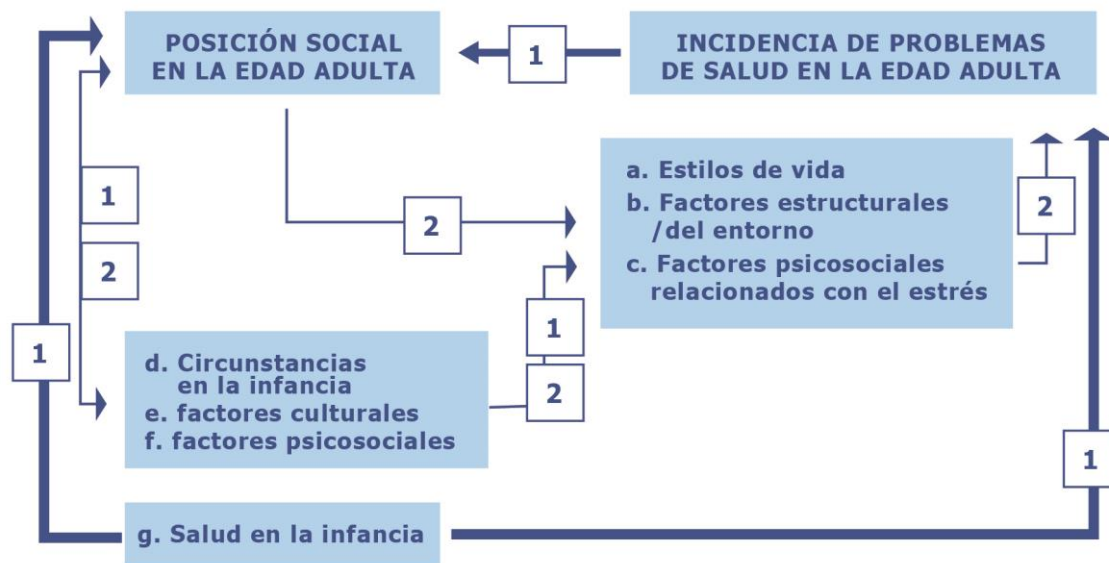 POSICIÓN SOCIAL
EN LA EDAD ADULTA
1
INCIDENCIA DE PROBLEMAS
DE SALUD EN LA EDAD ADULTA
1
2
2
a. Estilos de vida
b. Factores estructurales
/del entorno
c. Factores psicosociales
relacionados con el estrés
2
1
d. Circunstancias
en la infancia
e. factores culturales
f. factores psicosociales
1
2
1
g. Salud en la infancia